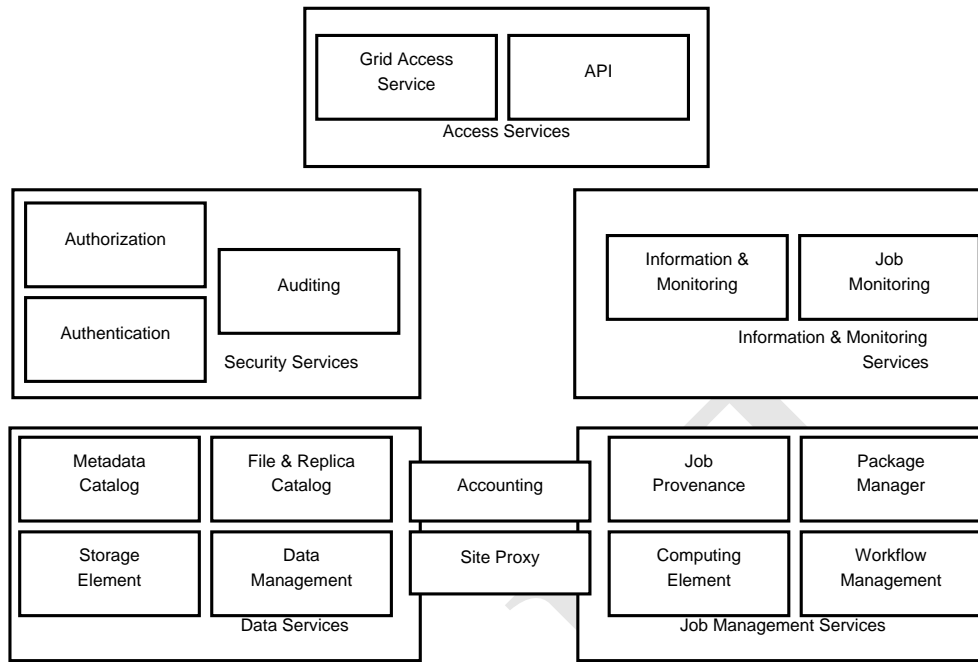 Grid Access
Service
API
Access Services
Authorization
Auditing
Authentication
Security Services
Information &
Monitoring
Job
Monitoring
Information & Monitoring
Services
Metadata
Catalog
File & Replica
Catalog
Storage
Element
Data
Management
Data Services
Accounting
Site Proxy
Job
Provenance
Package
Manager
Computing
Element
Workflow
Management
Job Management Services